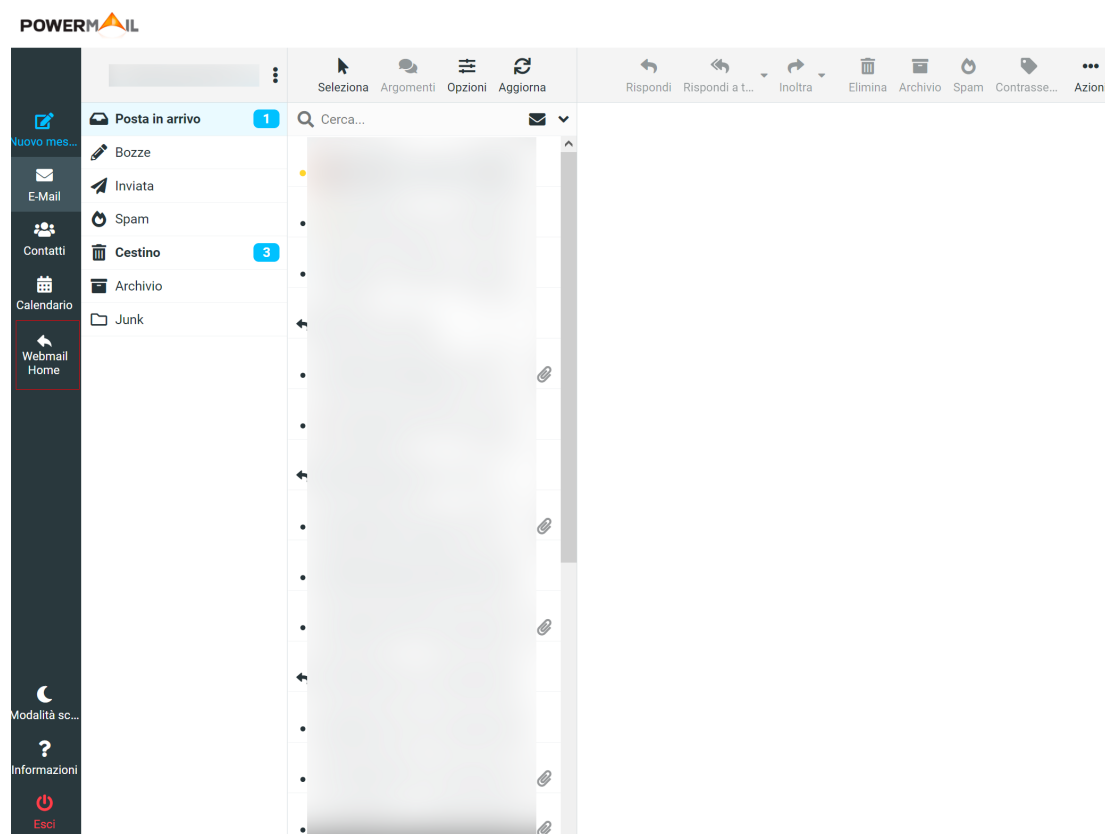 POWERMAIL
Seleziona
Argomenti
Opzioni
Aggiorna
Rispondi
Rispondi a t...
Inoltra
Elimina
Archivio
Spam
Contrasse...
Azioni
Nuovo mes...
E-Mail
Contatti
Calendario
Webmail
Home
Posta in arrivo 1
Bozze
Inviata
Spam
Cestino 3
Archivio
Junk
Cerca...
Modalità sc...
Informazioni
Esci